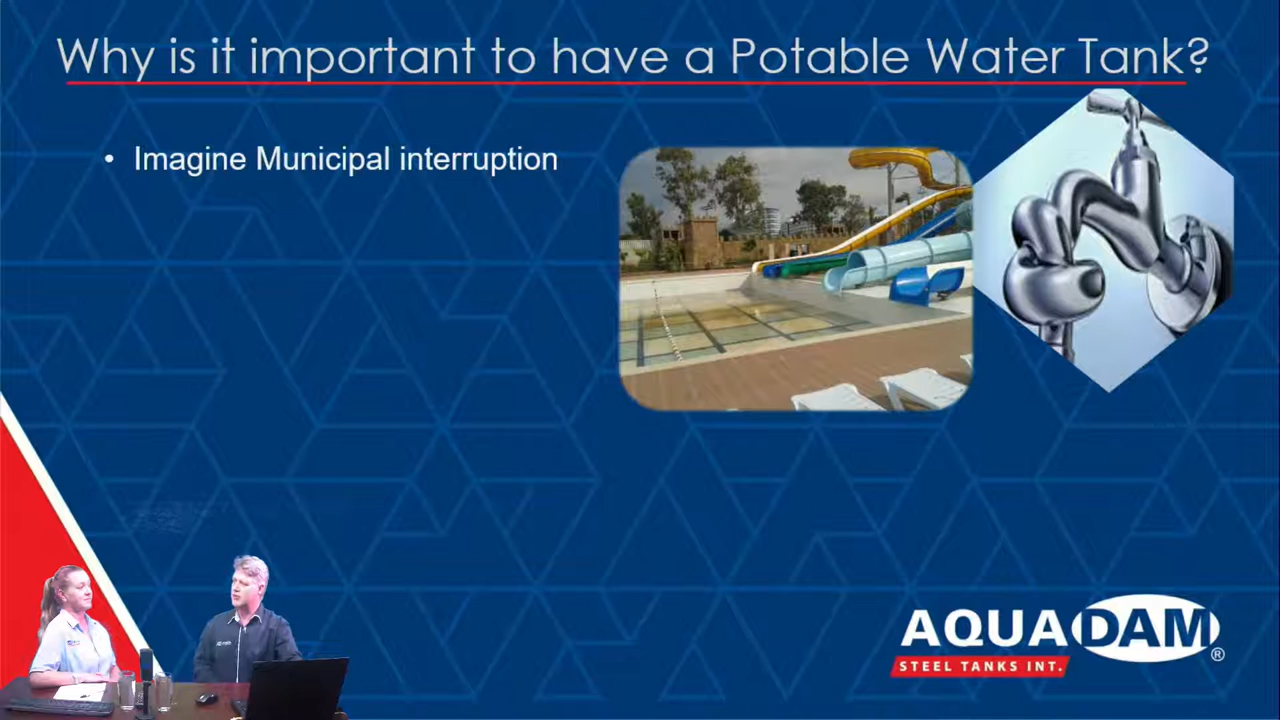 Why is it important to have a Potable Water Tank?
• Imagine Municipal interruption
AQUADAM®
STEEL TANKS INT.